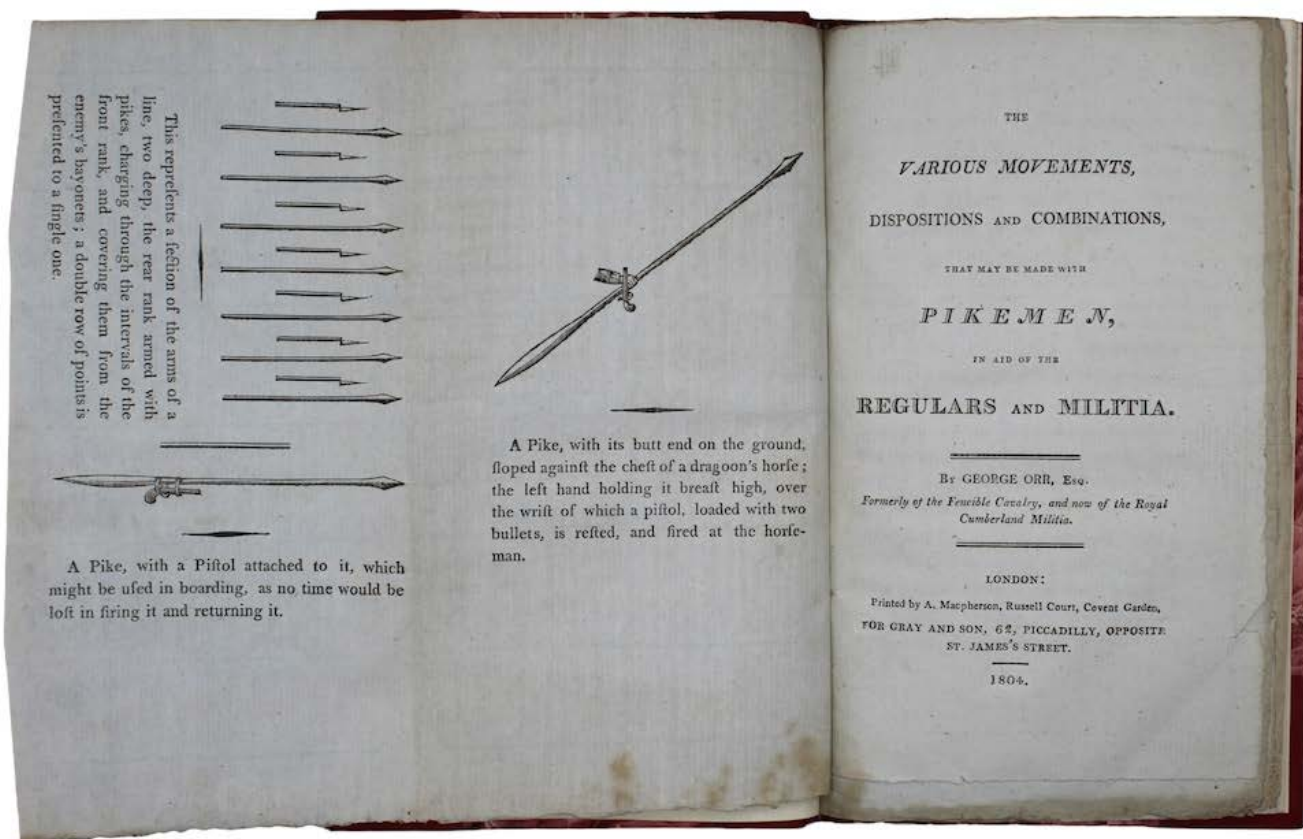 This repreſents a ſection of the arms of a
line, two deep, the rear rank armed with
pikes, charging through the intervals of the
front rank, and covering them from the
enemy's bayonets; a double row of points is
preſented to a ſingle one.
A Pike, with a Piſtol attached to it, which
might be uſed in boarding, as no time would be
loſt in firing it and returning it.
A Pike, with its butt end on the ground,
ſloped againſt the cheſt of a dragoon's horſe;
the left hand holding it breaſt high, over
the wriſt of which a piſtol, loaded with two
bullets, is reſted, and fired at the horſe-
man.
THE
VARIOUS MOVEMENTS,
DISPOSITIONS AND COMBINATIONS,
THAT MAY BE MADE WITH
PIKEMEN,
IN AID OF THE
REGULARS AND MILITIA.
By GEORGE ORR, Esq.
Formerly of the Fencible Cavalry, and now of the Royal
Cumberland Militia.
LONDON:
Printed by A. Macpherson, Russell Court, Covent Garden,
FOR GRAY AND SON, 62, PICCADILLY, OPPOSITE
ST. JAMES'S STREET.
1804.